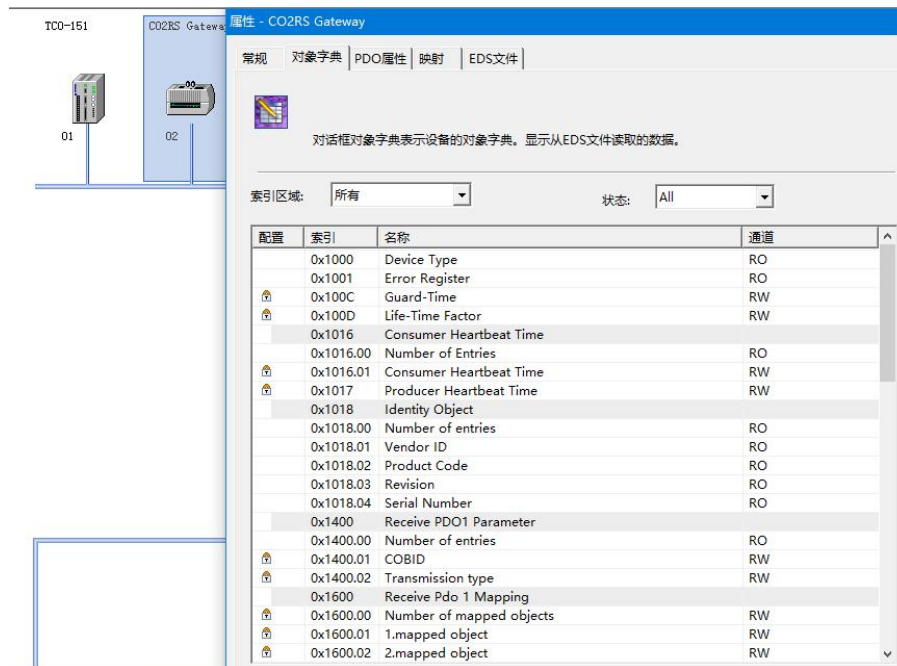 TCO-151
CO2RS Gatewa
属性 - CO2RS Gateway
常规 对象字典 PDO属性 映射 EDS文件
01
02
对话框对象字典表示设备的对象字典。显示从EDS文件读取的数据。
索引区域: 所有 状态: All
配置 索引 名称 通道
0x1000 Device Type RO
0x1001 Error Register RO
0x100C Guard-Time RW
0x100D Life-Time Factor RW
0x1016 Consumer Heartbeat Time
0x1016.00 Number of Entries RO
0x1016.01 Consumer Heartbeat Time RW
0x1017 Producer Heartbeat Time RW
0x1018 Identity Object
0x1018.00 Number of entries RO
0x1018.01 Vendor ID RO
0x1018.02 Product Code RO
0x1018.03 Revision RO
0x1018.04 Serial Number RO
0x1400 Receive PDO1 Parameter
0x1400.00 Number of entries RO
0x1400.01 COBID RW
0x1400.02 Transmission type RW
0x1600 Receive Pdo 1 Mapping
0x1600.00 Number of mapped objects RW
0x1600.01 1.mapped object RW
0x1600.02 2.mapped object RW